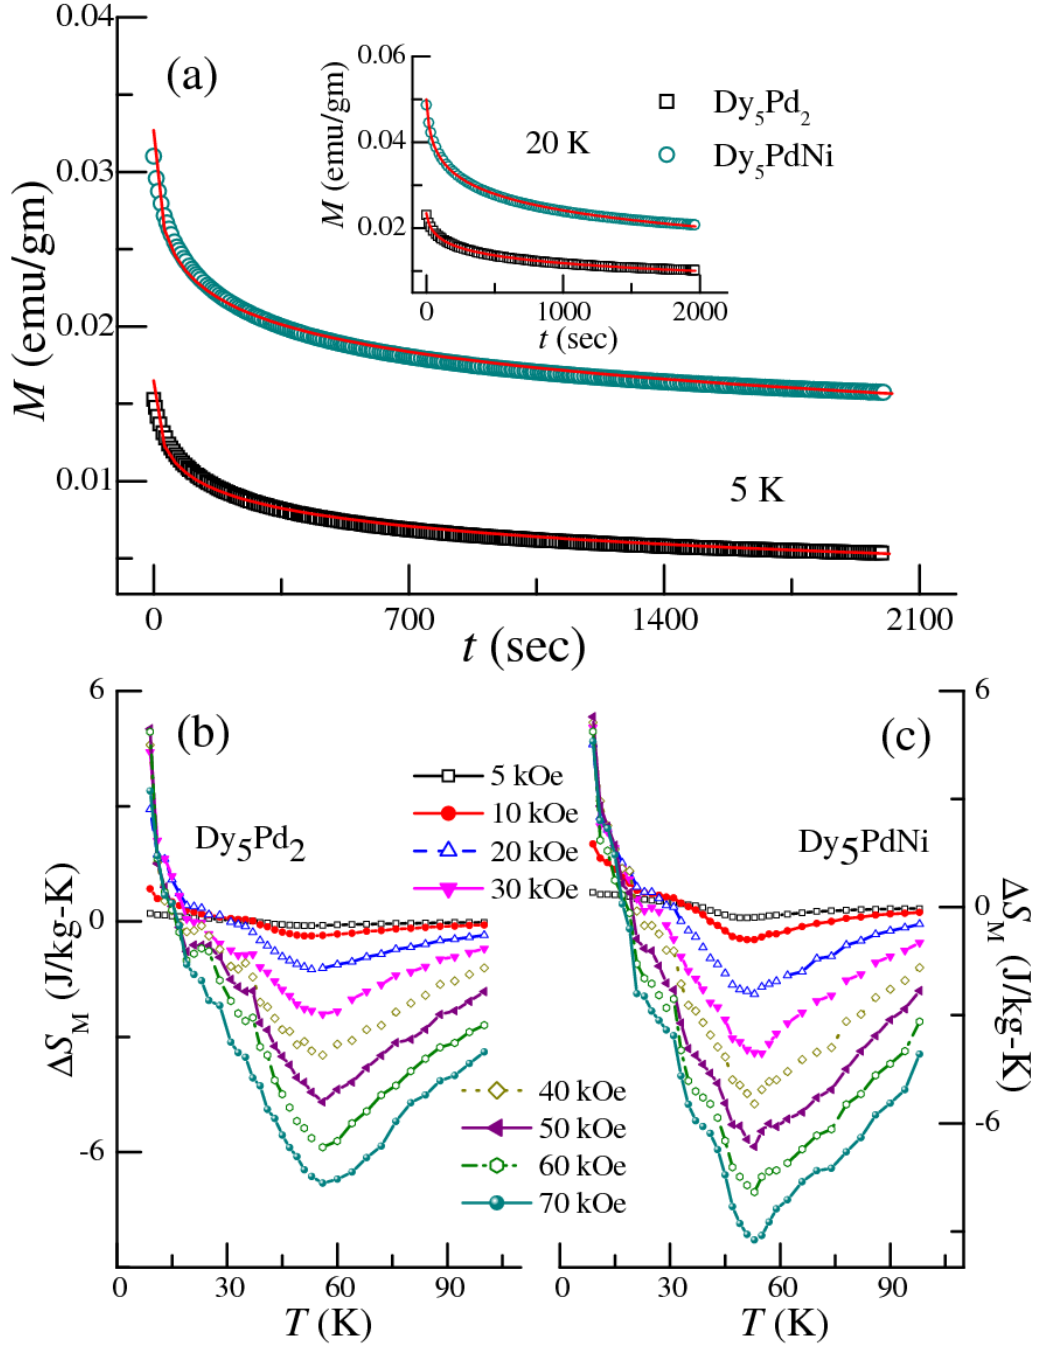 0.04
(a)
0.03
0.02
0.01
M (emu/gm)
0.06
0.04
0.02
M (emu/gm)
20 K
0 1000 2000
t (sec)
Dy5Pd2
Dy5PdNi
5 K
0 700 1400 2100
t (sec)
6
0
-6
ΔSM (J/kg-K)
(b)
Dy5Pd2
5 kOe
10 kOe
20 kOe
30 kOe
40 kOe
50 kOe
60 kOe
70 kOe
0 30 60 90
T (K)
(c)
Dy5PdNi
6
0
-6
ΔSM (J/kg-K)
0 30 60 90
T (K)